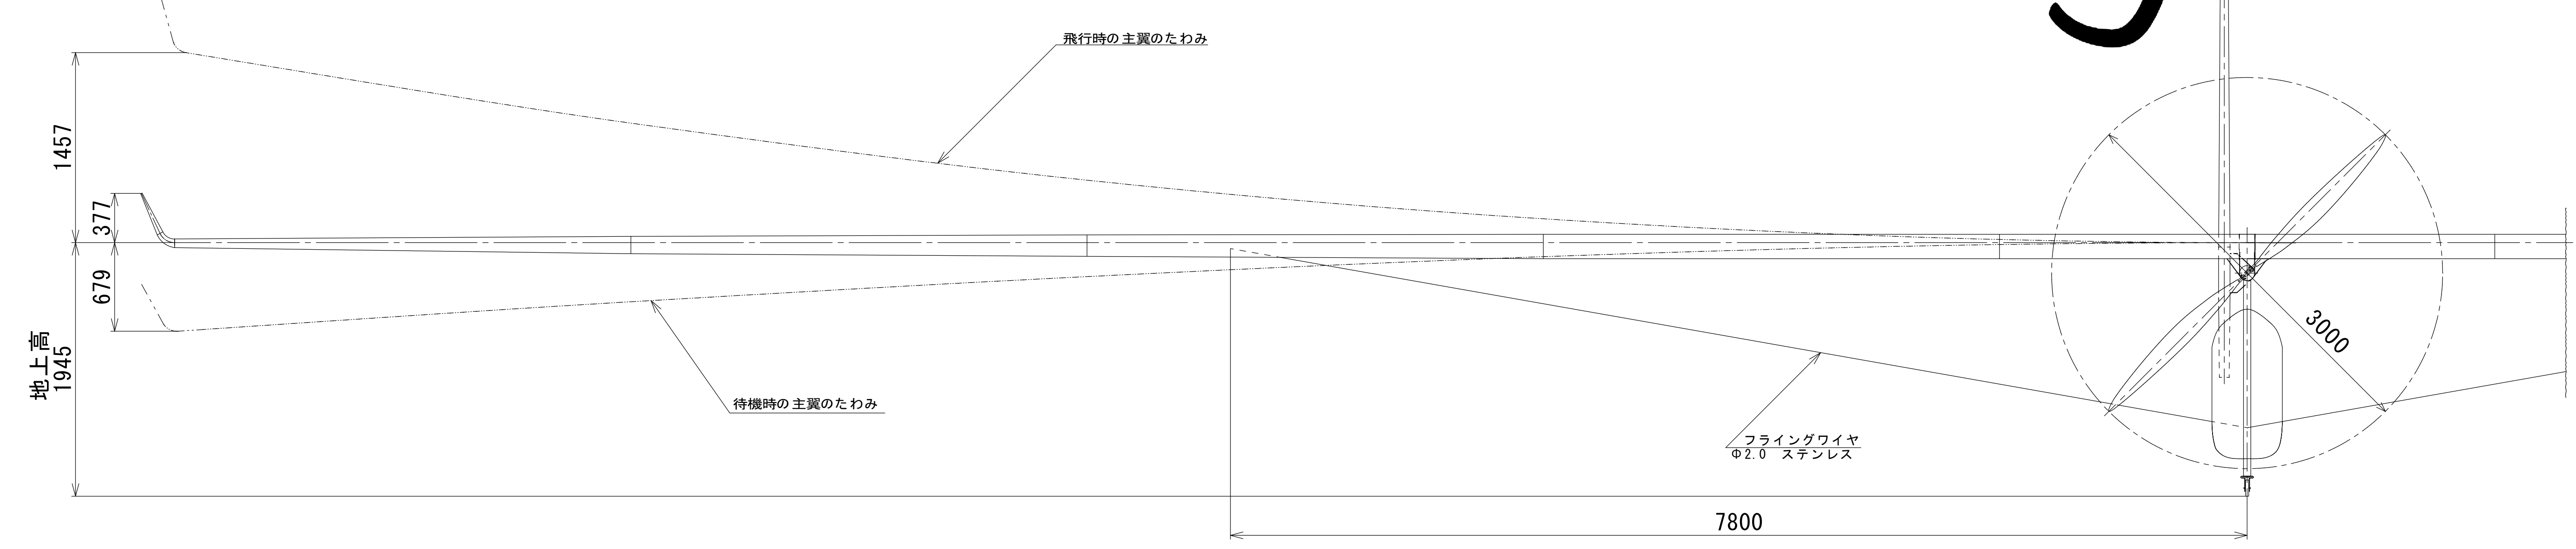 飛行時の主翼のたわみ
1457
377
679
地上高
1945
待機時の主翼のたわみ
3000
フライングワイヤ
Φ2.0 ステンレス
7800